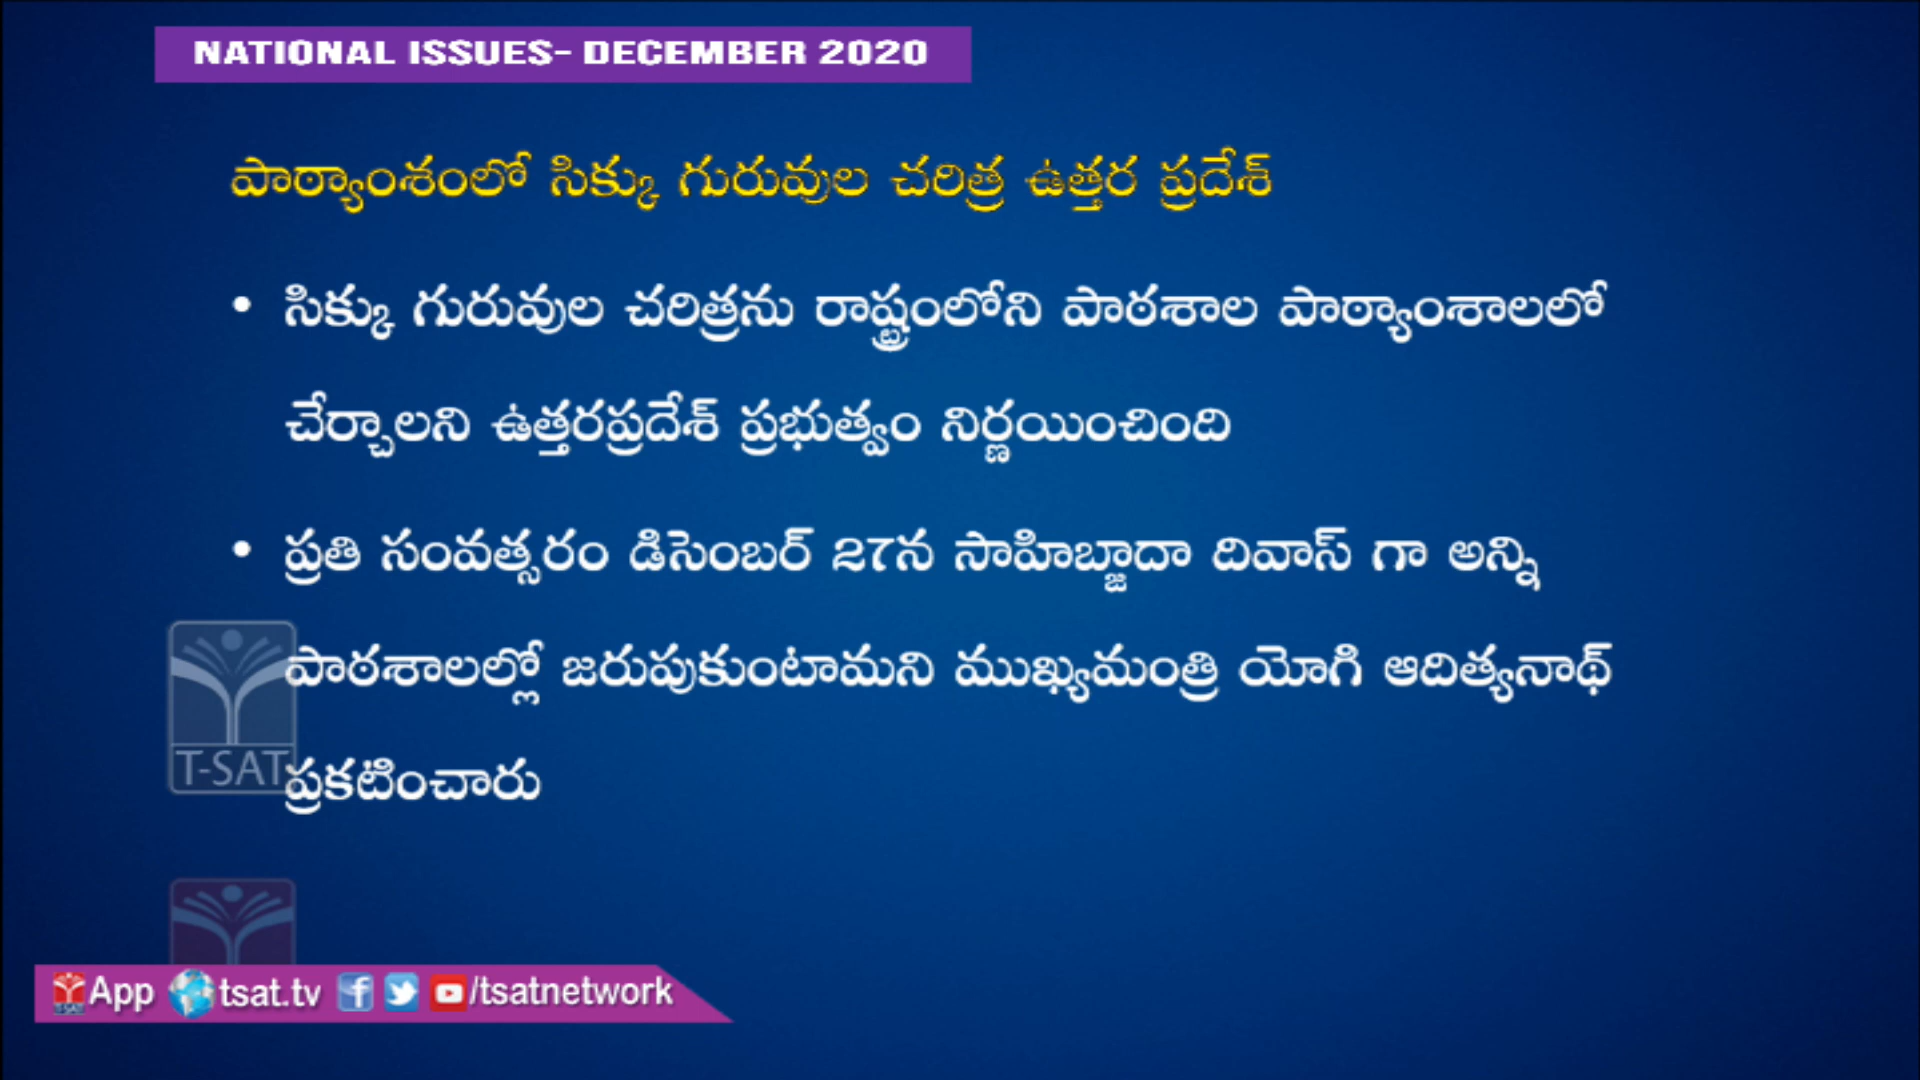 NATIONAL ISSUES- DECEMBER 2020
పాఠ్యాంశంలో సిక్కు గురువుల చరిత్ర ఉత్తర ప్రదేశ్
• సిక్కు గురువుల చరిత్రను రాష్ట్రంలోని పాఠశాల పాఠ్యాంశాలలో
చేర్చాలని ఉత్తరప్రదేశ్ ప్రభుత్వం నిర్ణయించింది
• ప్రతి సంవత్సరం డిసెంబర్ 27న సాహిబ్జాదా దివాస్ గా అన్ని
పాఠశాలల్లో జరుపుకుంటామని ముఖ్యమంత్రి యోగి ఆదిత్యనాథ్
ప్రకటించారు
T-SAT
T-SAT App tsat.tv /tsatnetwork